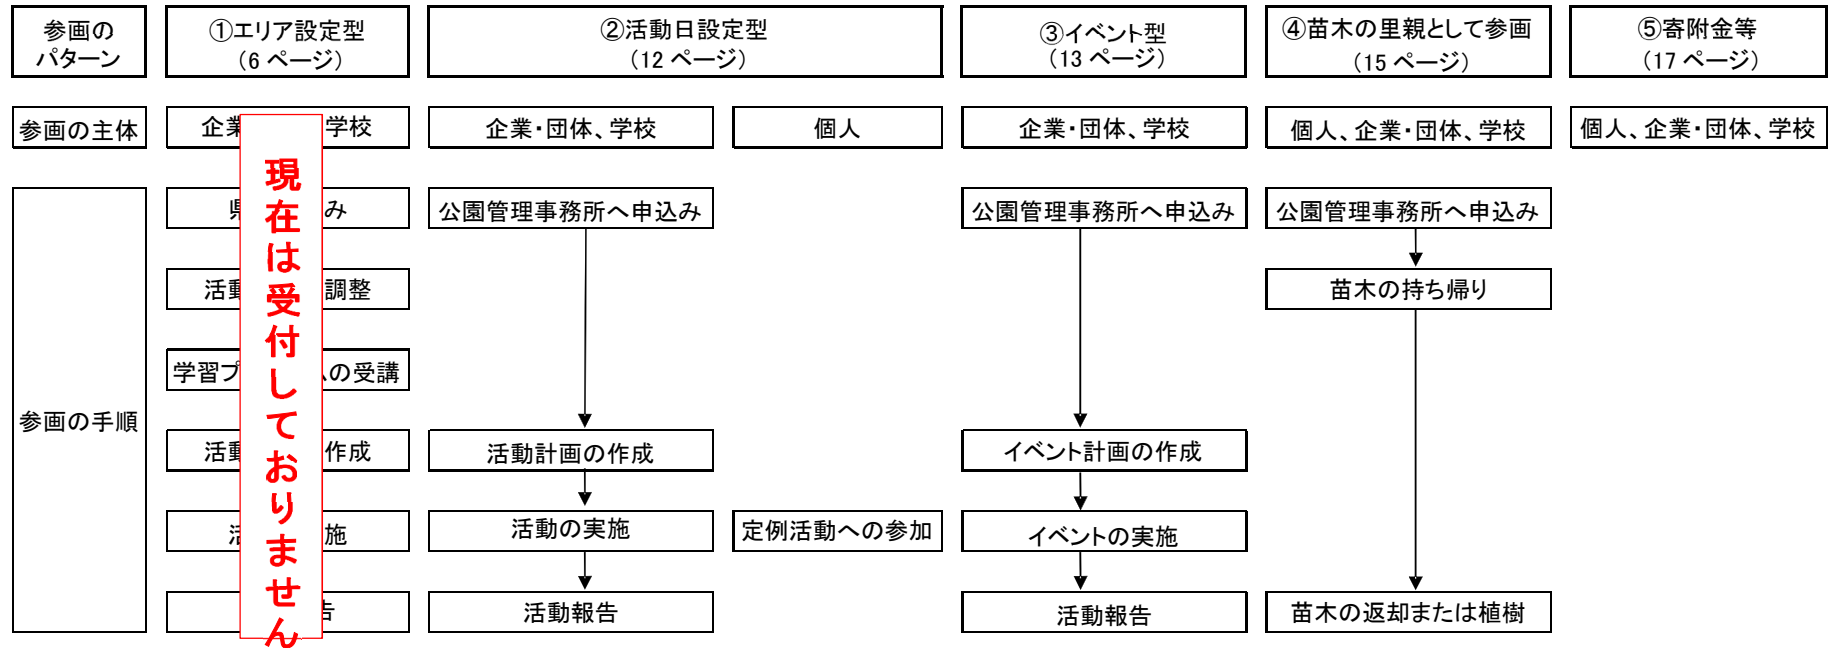 参画の
パターン
①エリア設定型
(6 ページ)
②活動日設定型
(12 ページ)
③イベント型
(13 ページ)
④苗木の里親として参画
(15 ページ)
⑤寄附金等
(17 ページ)
参画の主体
企業
学校
企業・団体、学校
個人
企業・団体、学校
個人、企業・団体、学校
個人、企業・団体、学校
現在は受付しておりません
参画の手順
み
公園管理事務所へ申込み
公園管理事務所へ申込み
公園管理事務所へ申込み
活動
調整
苗木の持ち帰り
学習プ
の受講
活動
作成
活動計画の作成
イベント計画の作成
活
施
活動の実施
定例活動への参加
イベントの実施
告
活動報告
活動報告
苗木の返却または植樹